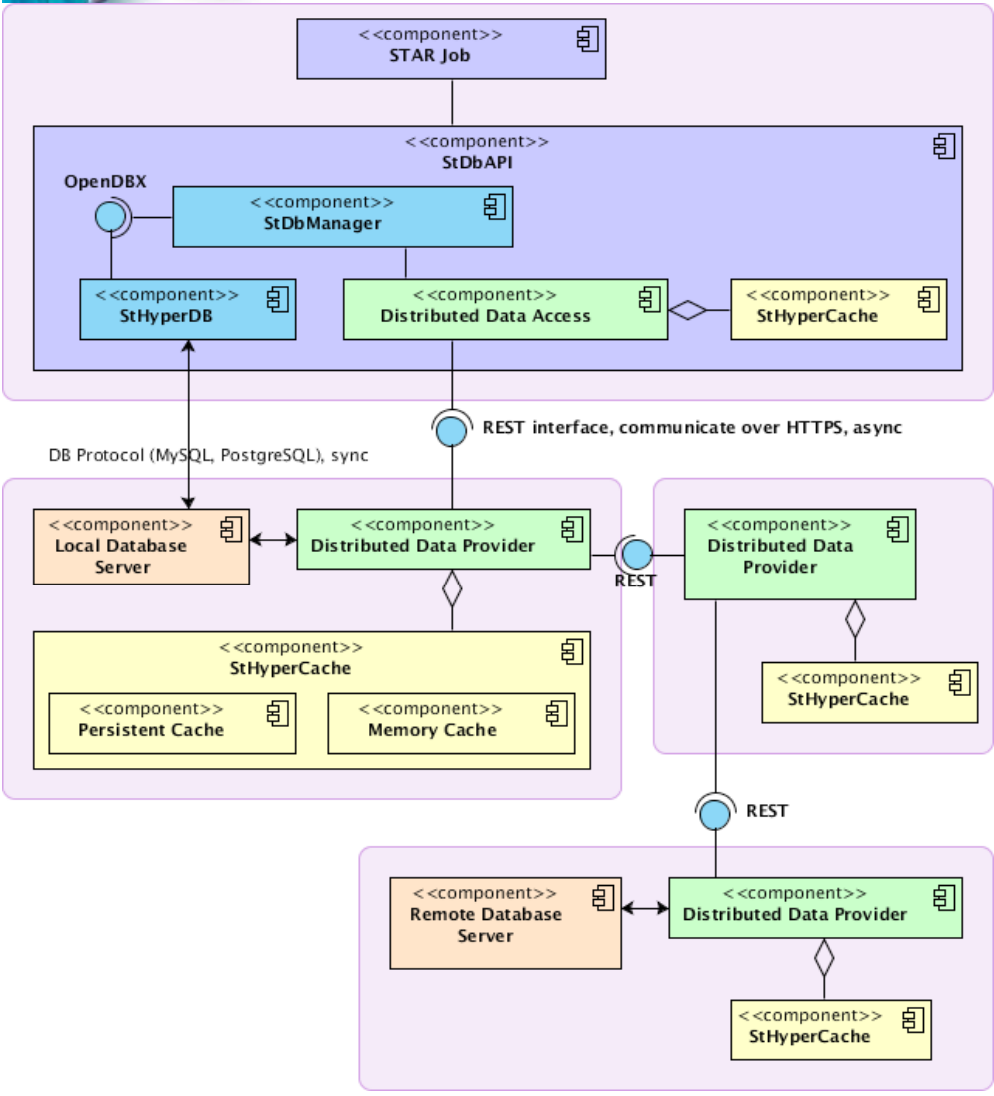 <<component>>
STAR Job
<<component>>
StDbAPI
OpenDBX
<<component>>
StDbManager
<<component>>
StHyperDB
<<component>>
Distributed Data Access
<<component>>
StHyperCache
REST interface, communicate over HTTPS, async
DB Protocol (MySQL, PostgreSQL), sync
<<component>>
Local Database
Server
<<component>>
Distributed Data Provider
REST
<<component>>
Distributed Data
Provider
<<component>>
StHyperCache
<<component>>
Persistent Cache
<<component>>
Memory Cache
<<component>>
StHyperCache
REST
<<component>>
Remote Database
Server
<<component>>
Distributed Data Provider
<<component>>
StHyperCache